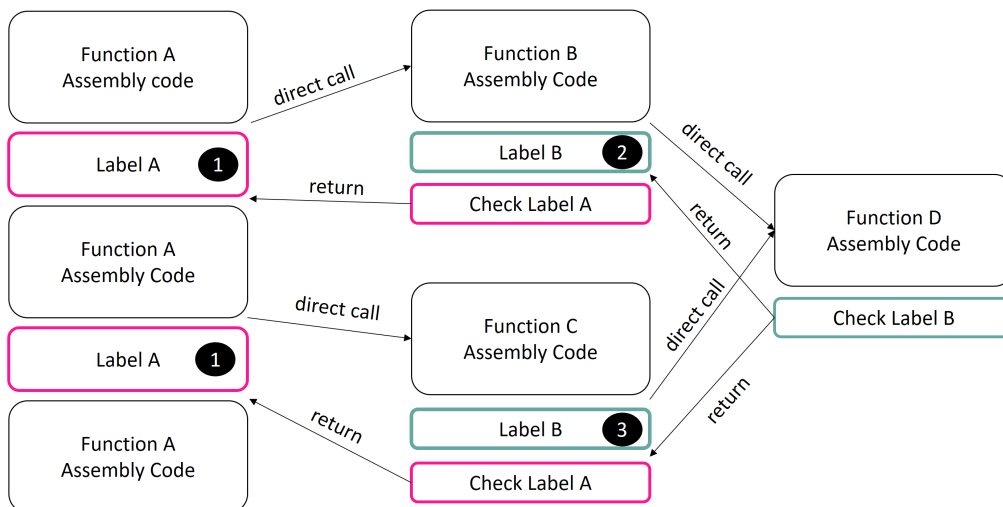 Function A
Assembly code
direct call
Function B
Assembly Code
Label A 1
Label B 2
direct call
return
Check Label A
return
Function D
Assembly Code
Function A
Assembly Code
direct call
Function C
Assembly Code
direct call
Check Label B
Label A 1
return
Label B 3
return
Function A
Assembly Code
Check Label A